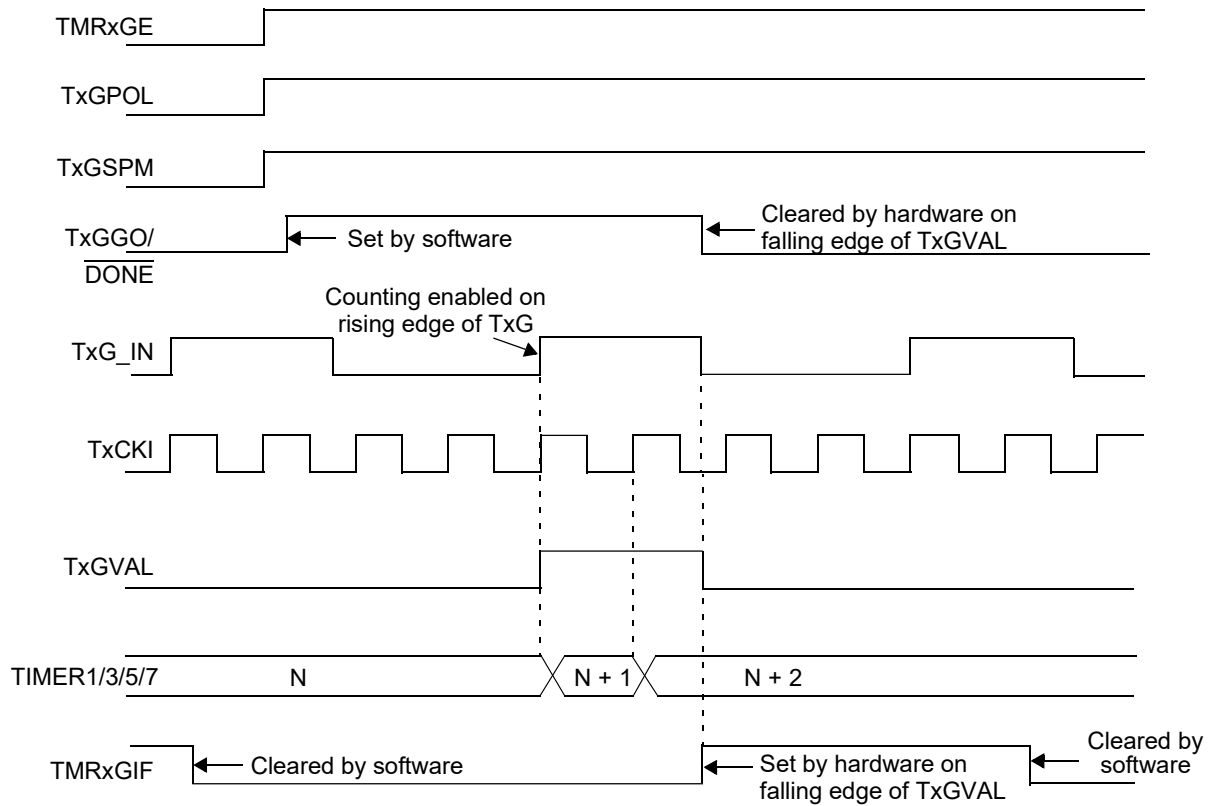 TMRxGE
TxGPOL
TxGSPM
TxGGO/
DONE
Set by software
Cleared by hardware on
falling edge of TxGVAL
Counting enabled on
rising edge of TxG
TxG_IN
TxCKI
TxGVAL
TIMER1/3/5/7
N
N + 1
N + 2
TMRxGIF
Cleared by software
Set by hardware on
falling edge of TxGVAL
Cleared by
software